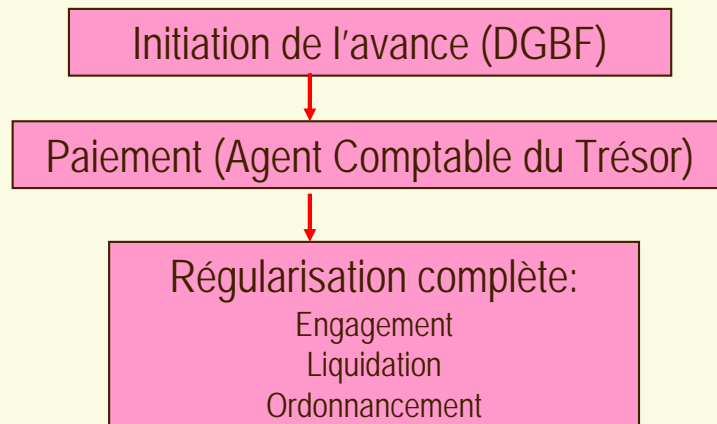 Initiation de l'avance (DGBF)
Paiement (Agent Comptable du Trésor)
Régularisation complète:
Engagement
Liquidation
Ordonnancement